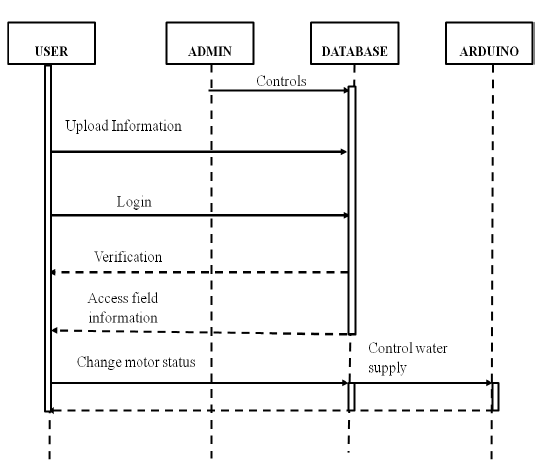 USER
ADMIN
DATABASE
ARDUINO
Controls
Upload Information
Login
Verification
Access field
information
Change motor status
Control water
supply